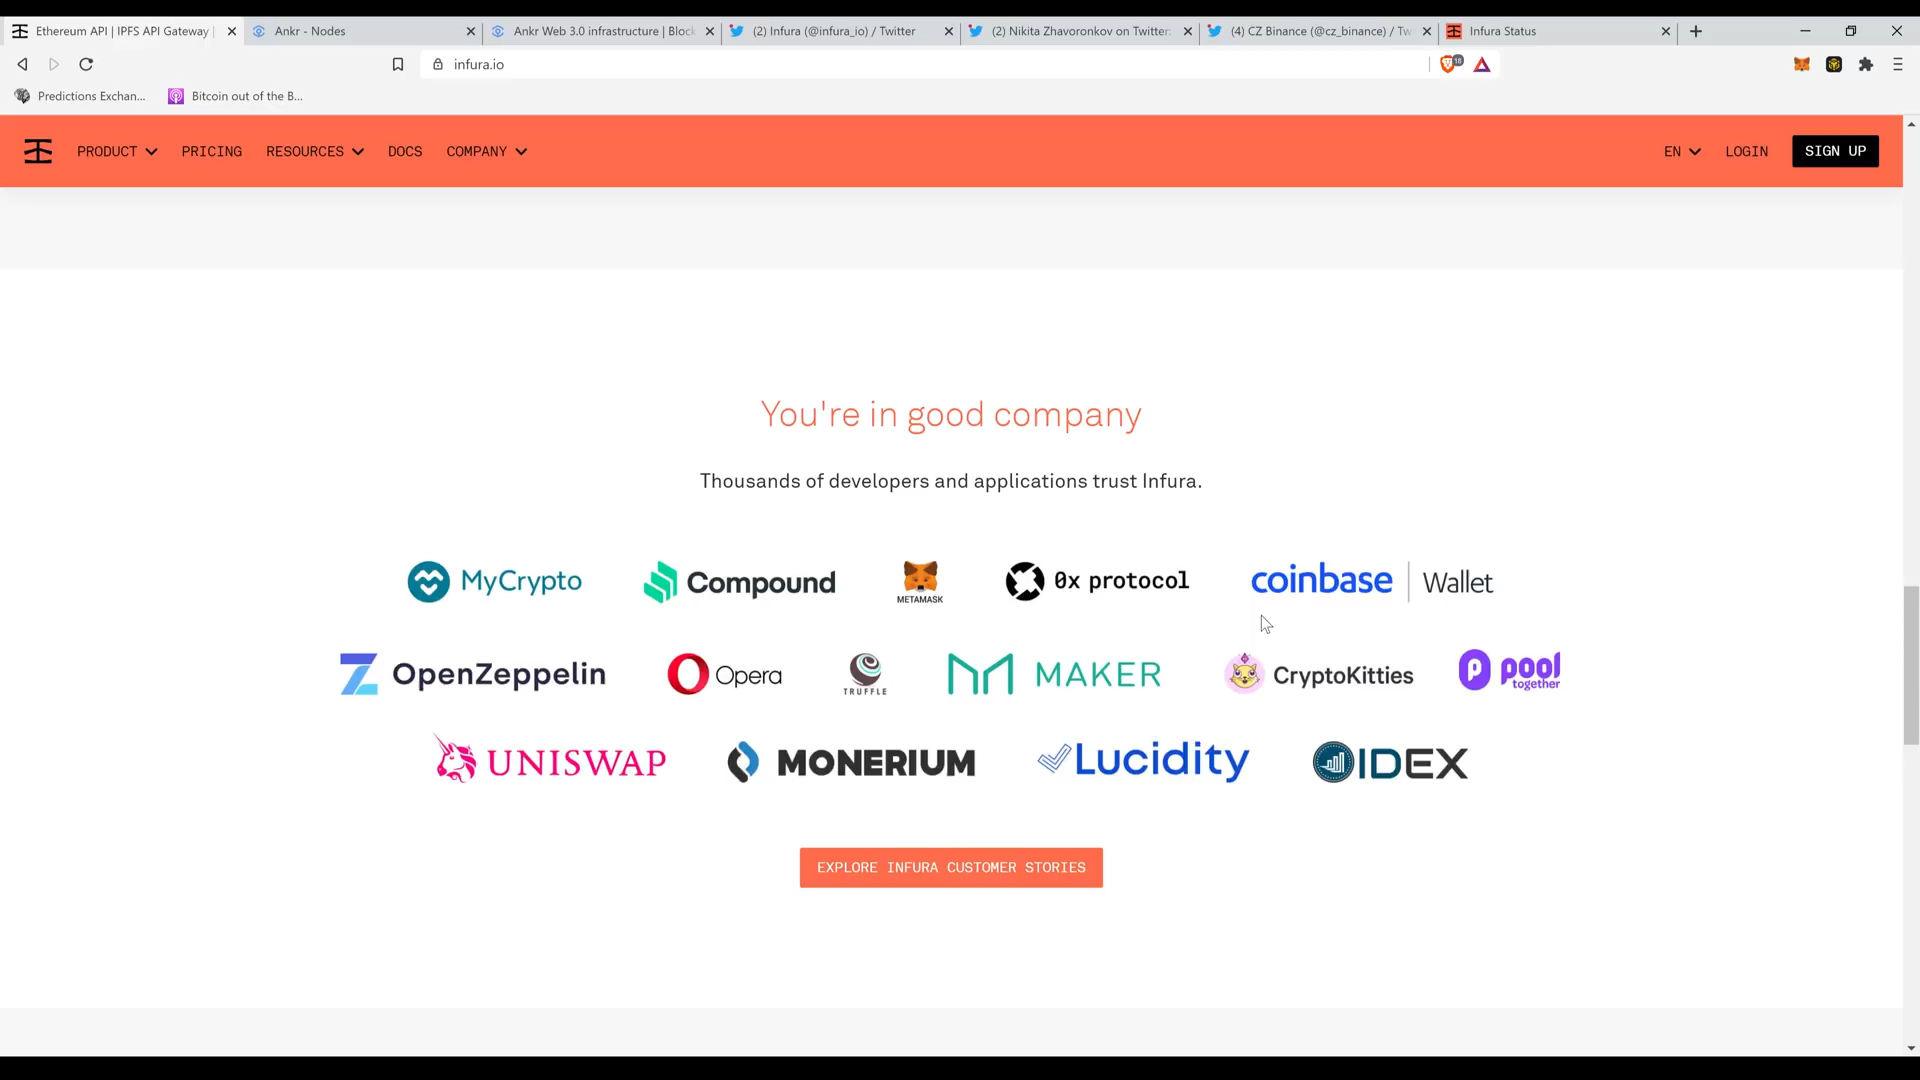 Ethereum API | IPFS API Gateway
Ankr - Nodes
Ankr Web 3.0 infrastructure | Block
(2) Infura (@infura_io) / Twitter
(2) Nikita Zhavoronkov on Twitter:
(4) CZ Binance (@cz_binance) / Tw
Infura Status
infura.io
18
Predictions Exchan...
Bitcoin out of the B...
PRODUCT
PRICING
RESOURCES
DOCS
COMPANY
EN
LOGIN
SIGN UP
You're in good company
Thousands of developers and applications trust Infura.
MyCrypto
Compound
METAMASK
0x protocol
coinbase | Wallet
OpenZeppelin
Opera
TRUFFLE
MAKER
CryptoKitties
pool
together
UNISWAP
MONERIUM
Lucidity
IDEX
EXPLORE INFURA CUSTOMER STORIES